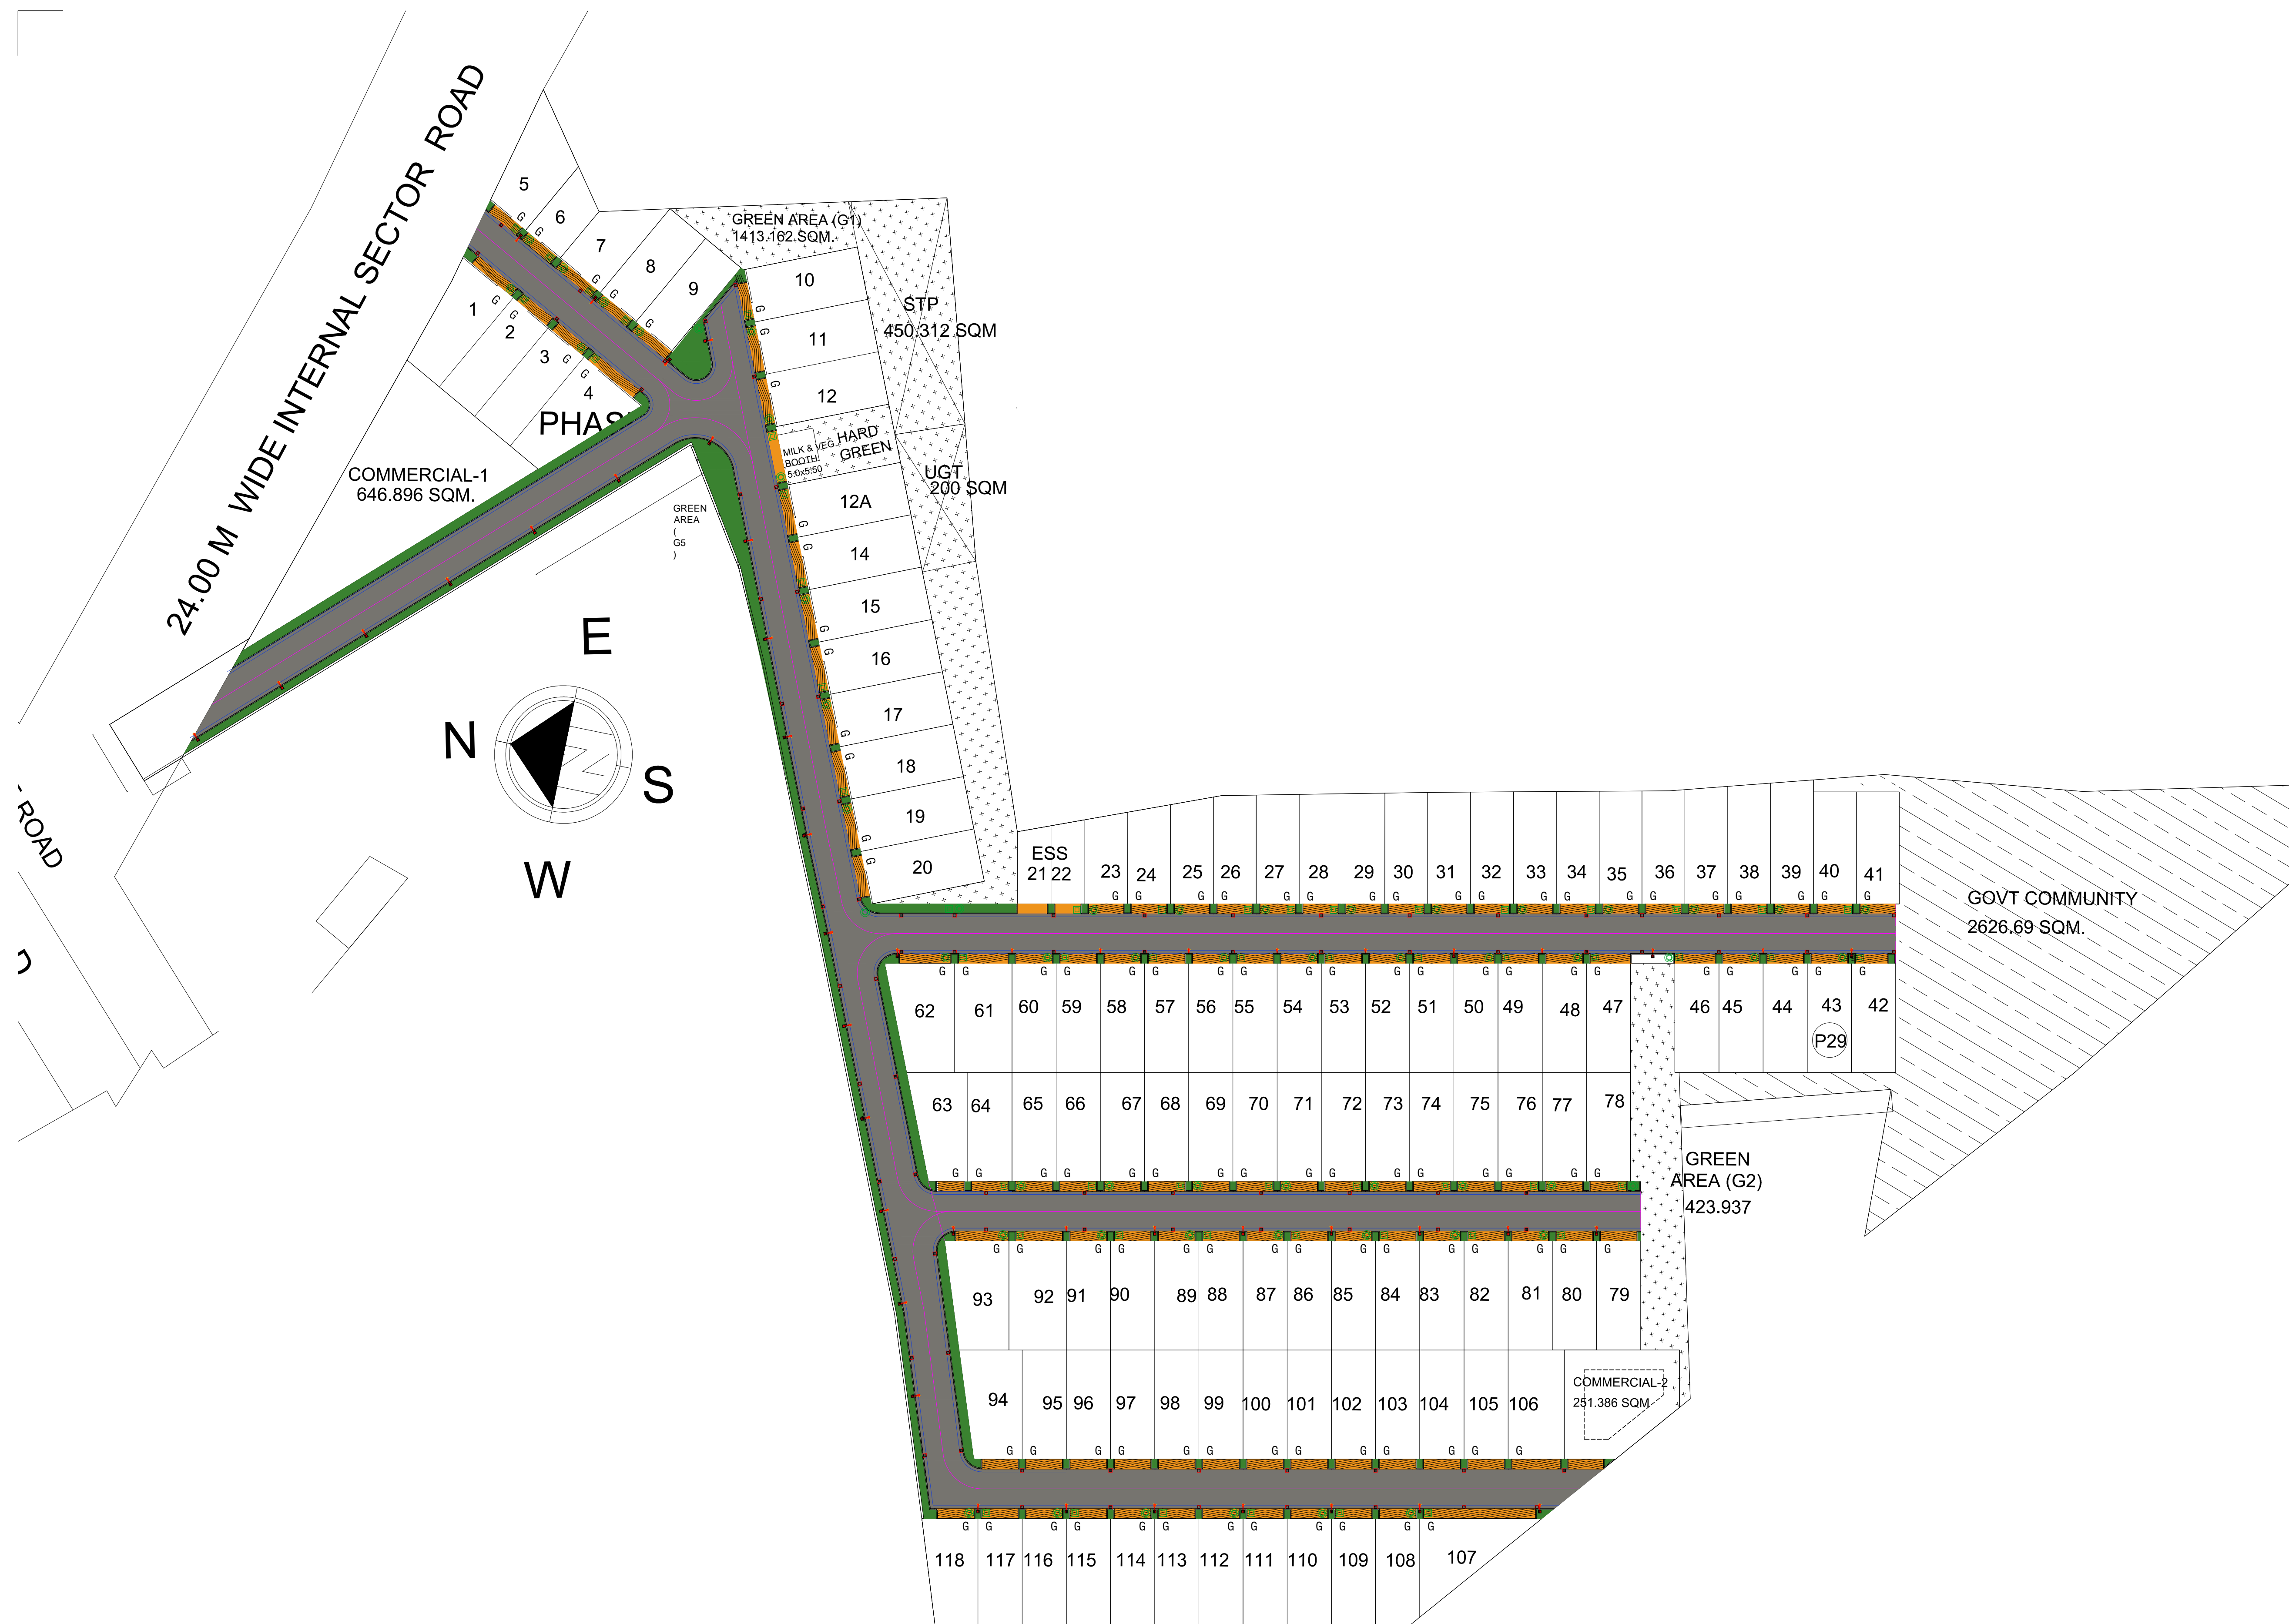 24.00 M WIDE INTERNAL SECTOR ROAD
5
6
7
8
9
G
G
G
G
G
1
2
3
4
G
G
G
G
PHAS
COMMERCIAL-1
646.896 SQM.
GREEN AREA (G1)
1413.162 SQM.
10
11
12
G
G
G
STP
450.312 SQM
HARD
GREEN
MILK & VEG.
BOOTH
5.0x5.50
UGT
200 SQM
12A
14
15
16
17
18
19
20
G
G
G
G
G
G
G
G
GREEN
AREA
(
G5
)
E
N
S
W
ROAD
ESS
21 22 23 24 25 26 27 28 29 30 31 32 33 34 35 36 37 38 39 40 41
G G G G G G G G G G G G G G G G G G G
GOVT COMMUNITY
2626.69 SQM.
G G G G G G G G G G G G G G G G G G G G G
62 61 60 59 58 57 56 55 54 53 52 51 50 49 48 47 46 45 44 43 42
P29
63 64 65 66 67 68 69 70 71 72 73 74 75 76 77 78
G G G G G G G G G G G G G G G G
GREEN
AREA (G2)
423.937
G G G G G G G G G G G G G G G
93 92 91 90 89 88 87 86 85 84 83 82 81 80 79
COMMERCIAL-2
251.386 SQM
94 95 96 97 98 99 100 101 102 103 104 105 106
G G G G G G G G G G G G G
G G G G G G G G G G G G
118 117 116 115 114 113 112 111 110 109 108 107